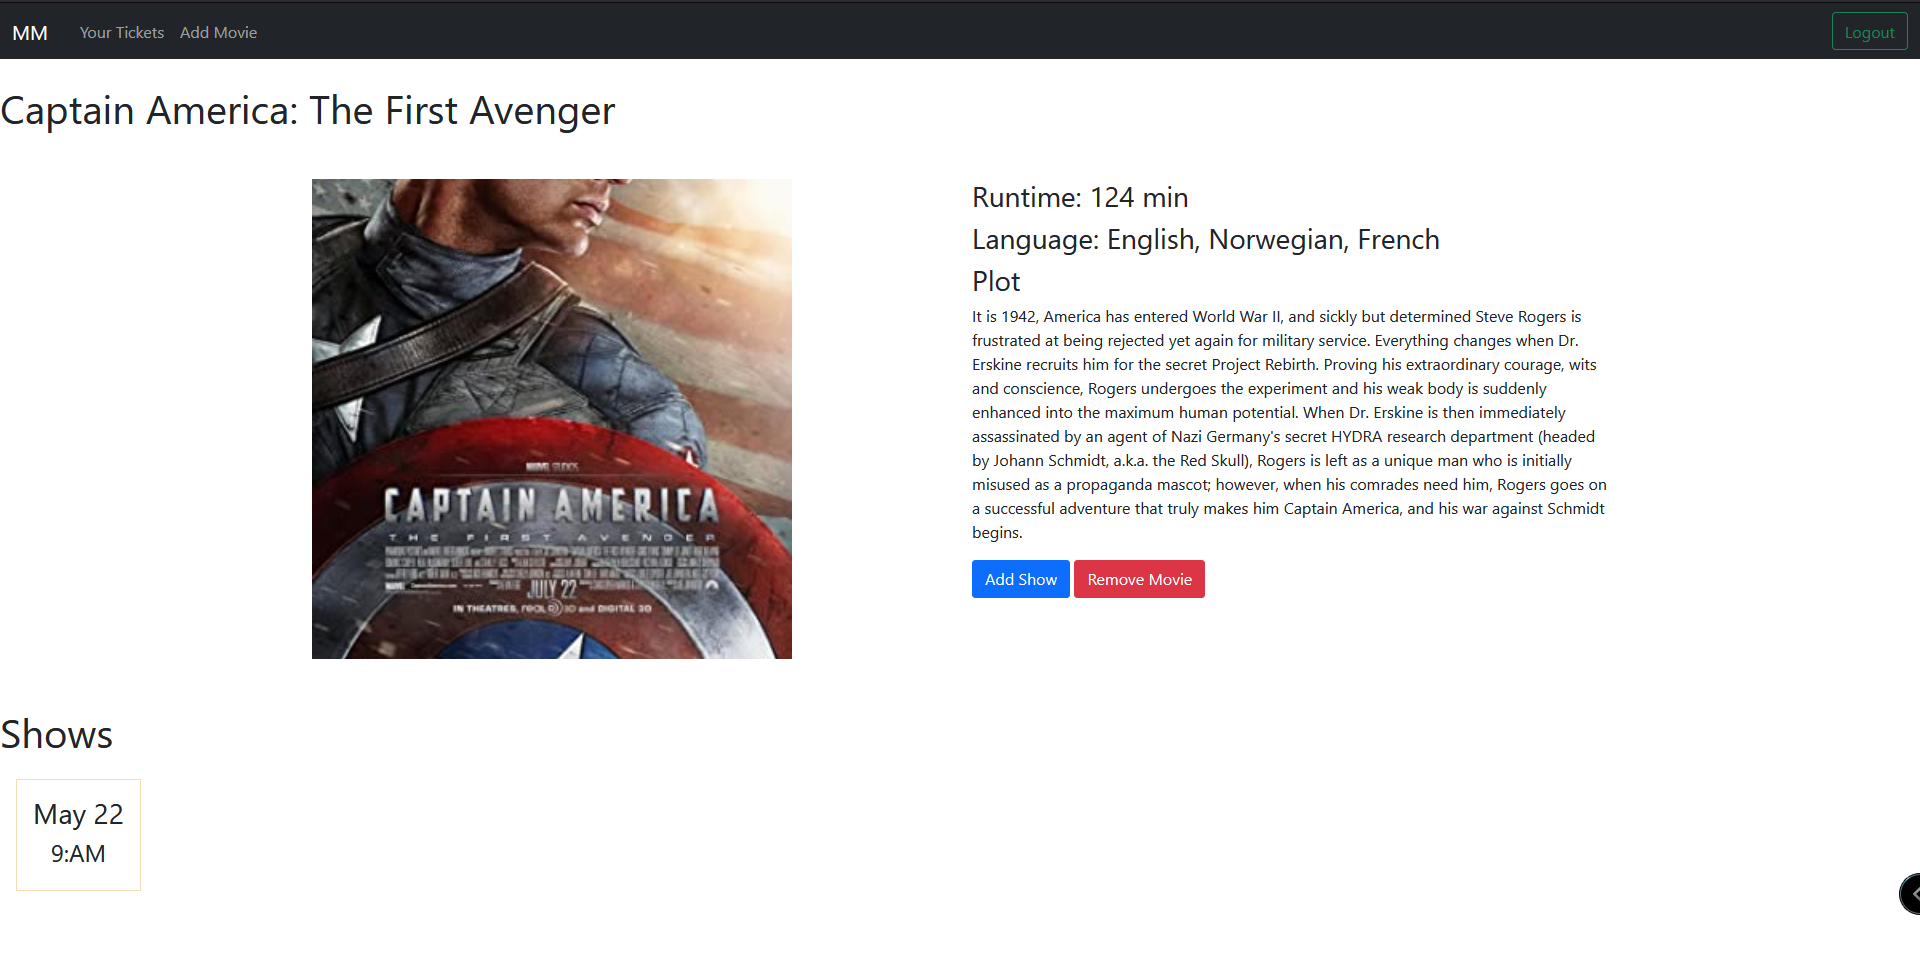 MM Your Tickets Add Movie Logout
Captain America: The First Avenger
MARVEL STUDIOS
CAPTAIN AMERICA
THE FIRST AVENGER
JULY 22
IN THEATRES, REAL D 3D and DIGITAL 3D
Runtime: 124 min
Language: English, Norwegian, French
Plot
It is 1942, America has entered World War II, and sickly but determined Steve Rogers is
frustrated at being rejected yet again for military service. Everything changes when Dr.
Erskine recruits him for the secret Project Rebirth. Proving his extraordinary courage, wits
and conscience, Rogers undergoes the experiment and his weak body is suddenly
enhanced into the maximum human potential. When Dr. Erskine is then immediately
assassinated by an agent of Nazi Germany's secret HYDRA research department (headed
by Johann Schmidt, a.k.a. the Red Skull), Rogers is left as a unique man who is initially
misused as a propaganda mascot; however, when his comrades need him, Rogers goes on
a successful adventure that truly makes him Captain America, and his war against Schmidt
begins.
Add Show Remove Movie
Shows
May 22
9:AM